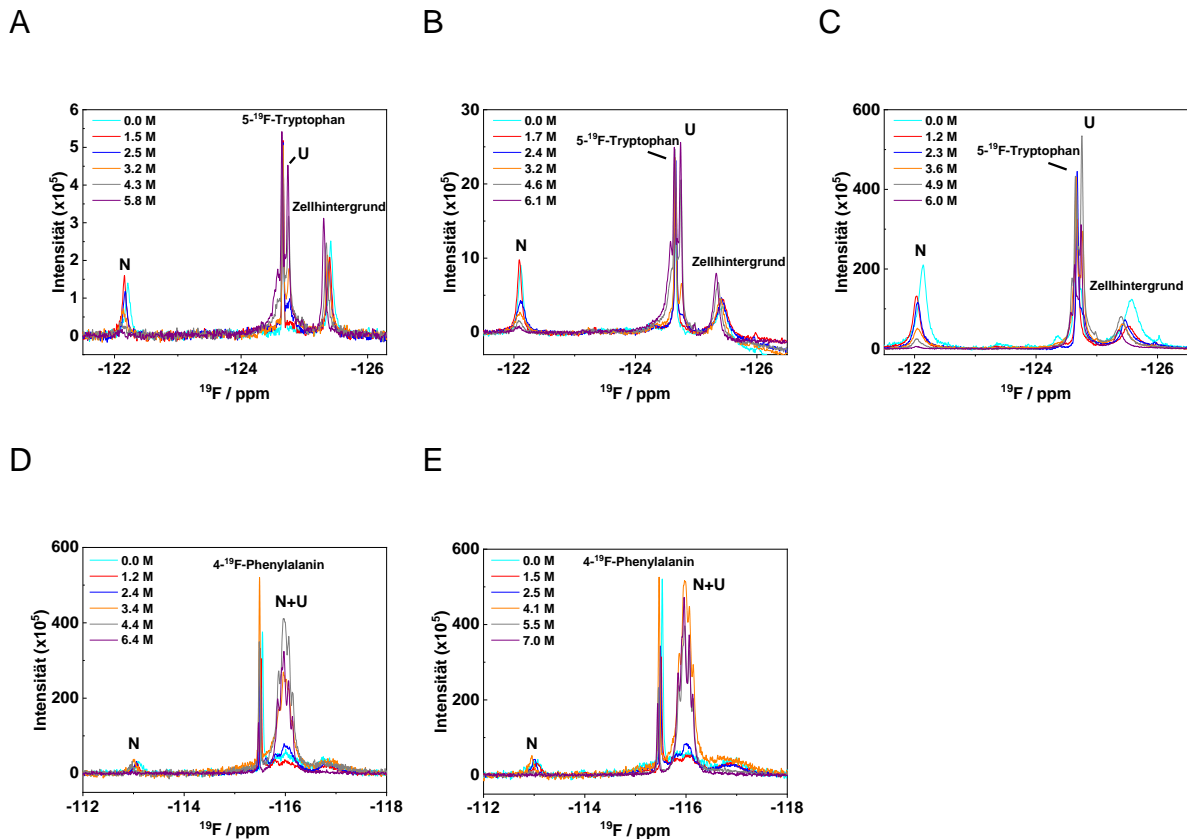 A
B
C
6
5
4
3
2
1
0
Intensität (x10⁵)
0.0 M
1.5 M
2.5 M
3.2 M
4.3 M
5.8 M
5-¹⁹F-Tryptophan
U
Zellhintergrund
N
-122
-124
-126
¹⁹F / ppm
30
20
10
0
Intensität (x10⁵)
0.0 M
1.7 M
2.4 M
3.2 M
4.6 M
6.1 M
U
5-¹⁹F-Tryptophan
N
Zellhintergrund
-122
-124
-126
¹⁹F / ppm
600
400
200
0
Intensität (x10⁵)
0.0 M
1.2 M
2.3 M
3.6 M
4.9 M
6.0 M
U
5-¹⁹F-Tryptophan
N
Zellhintergrund
-122
-124
-126
¹⁹F / ppm
D
E
600
400
200
0
Intensität (x10⁵)
0.0 M
1.2 M
2.4 M
3.4 M
4.4 M
6.4 M
4-¹⁹F-Phenylalanin
N+U
N
-112
-114
-116
-118
¹⁹F / ppm
600
400
200
0
Intensität (x10⁵)
0.0 M
1.5 M
2.5 M
4.1 M
5.5 M
7.0 M
4-¹⁹F-Phenylalanin
N+U
N
-112
-114
-116
-118
¹⁹F / ppm